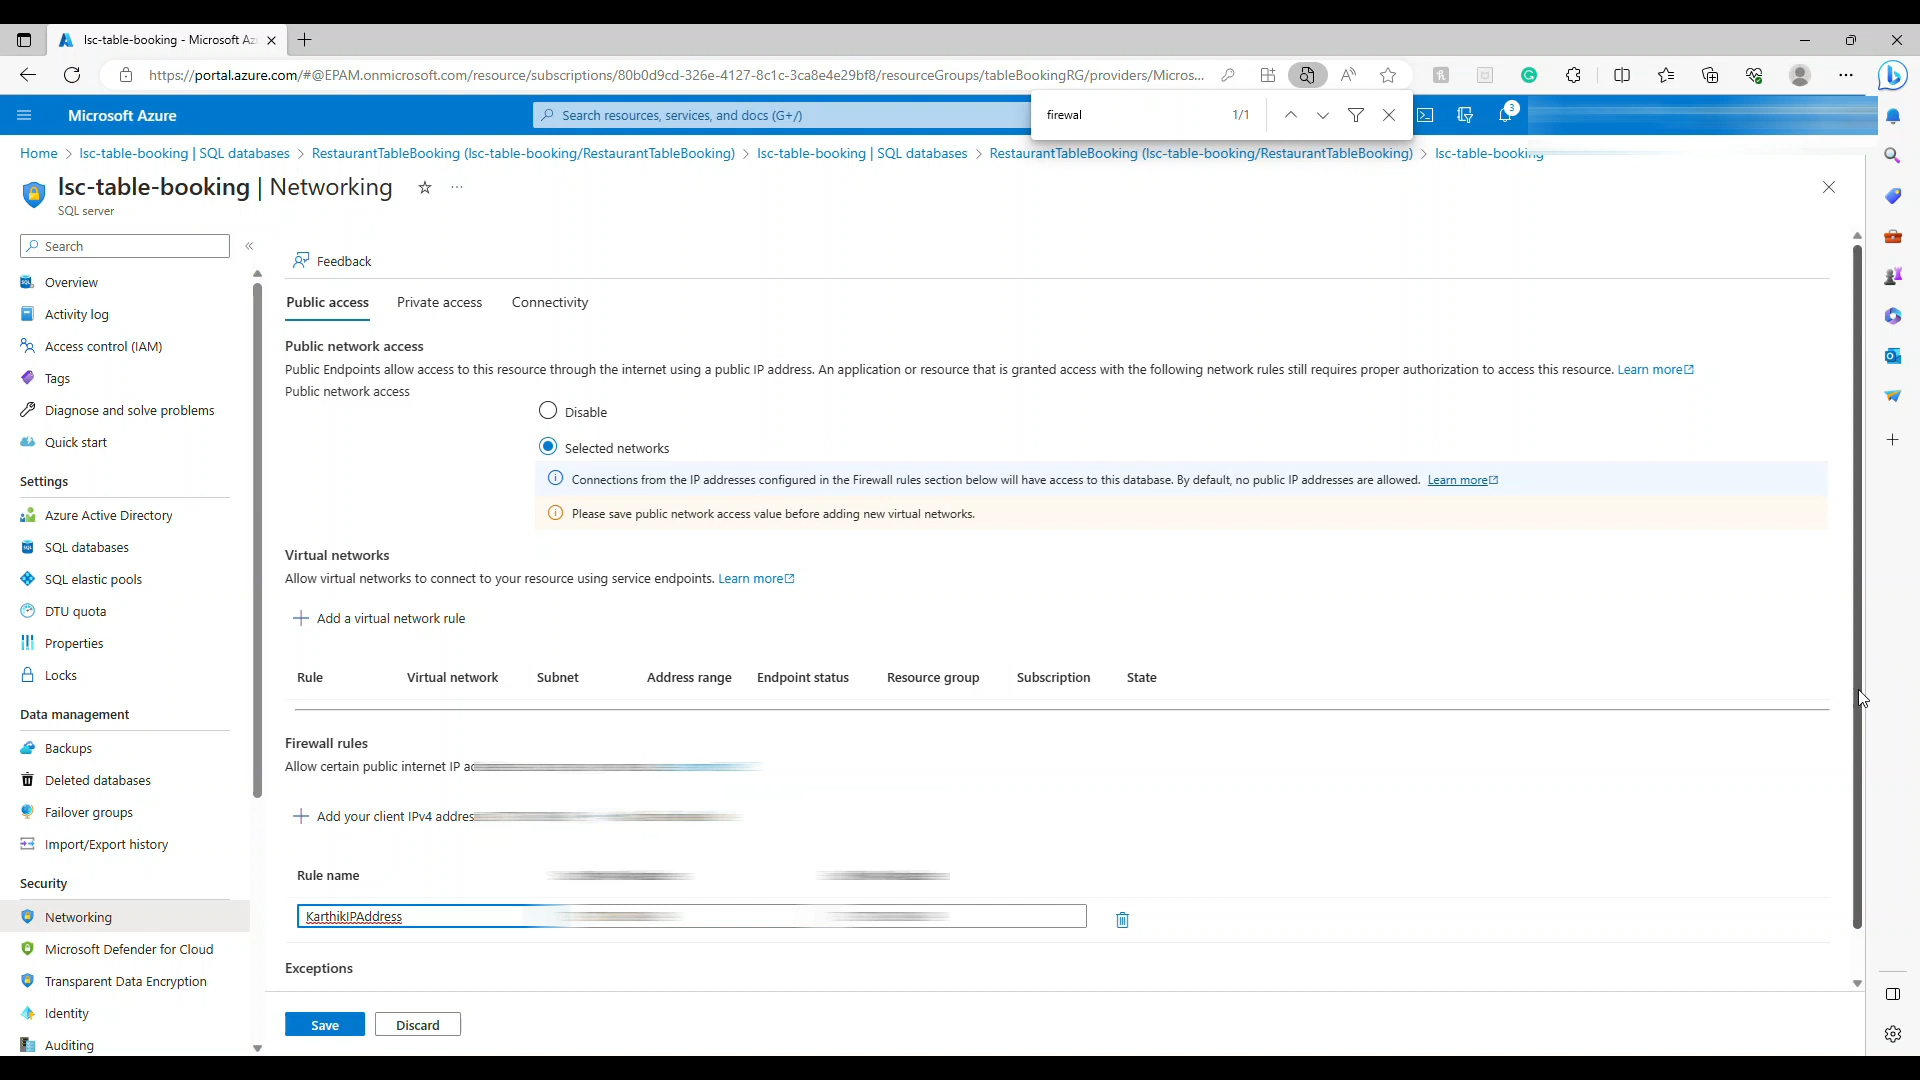 lsc-table-booking - Microsoft Az
https://portal.azure.com/#@EPAM.onmicrosoft.com/resource/subscriptions/80b0d9cd-326e-4127-8c1c-3ca8e4e29bf8/resourceGroups/tableBookingRG/providers/Micros...
Microsoft Azure
Search resources, services, and docs (G+/)
firewal 1/1
3
Home > lsc-table-booking | SQL databases > RestaurantTableBooking (lsc-table-booking/RestaurantTableBooking) > lsc-table-booking | SQL databases > RestaurantTableBooking (lsc-table-booking/RestaurantTableBooking) > lsc-table-booking
lsc-table-booking | Networking
SQL server
Search
Overview
Activity log
Access control (IAM)
Tags
Diagnose and solve problems
Quick start
Settings
Azure Active Directory
SQL databases
SQL elastic pools
DTU quota
Properties
Locks
Data management
Backups
Deleted databases
Failover groups
Import/Export history
Security
Networking
Microsoft Defender for Cloud
Transparent Data Encryption
Identity
Auditing
Feedback
Public access Private access Connectivity
Public network access
Public Endpoints allow access to this resource through the internet using a public IP address. An application or resource that is granted access with the following network rules still requires proper authorization to access this resource. Learn more
Public network access
Disable
Selected networks
Connections from the IP addresses configured in the Firewall rules section below will have access to this database. By default, no public IP addresses are allowed. Learn more
Please save public network access value before adding new virtual networks.
Virtual networks
Allow virtual networks to connect to your resource using service endpoints. Learn more
Add a virtual network rule
Rule Virtual network Subnet Address range Endpoint status Resource group Subscription State
Firewall rules
Allow certain public internet IP
Add your client IPv4 addres
Rule name
KarthikIPAddress
Exceptions
Save Discard